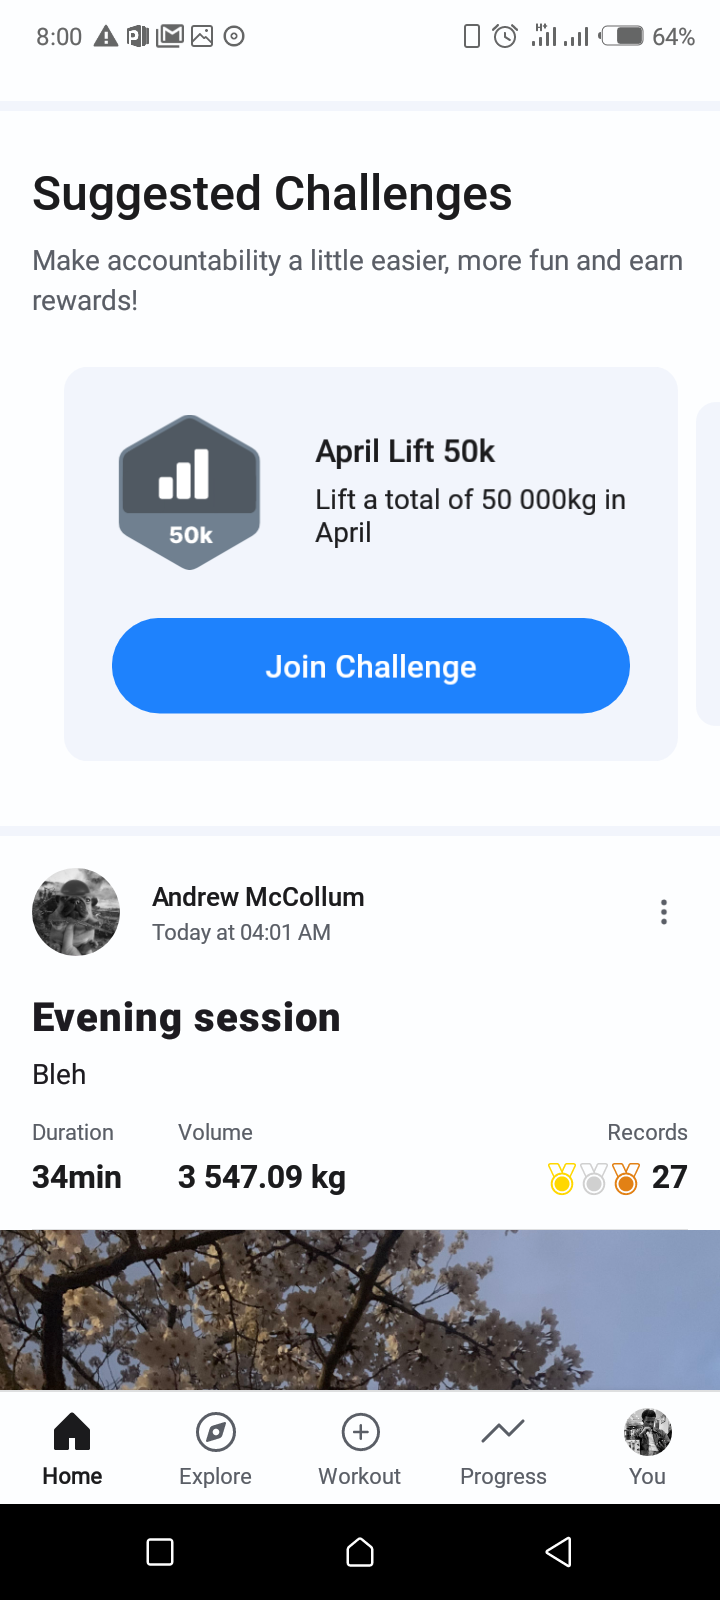 8:00
H+
64%
Suggested Challenges
Make accountability a little easier, more fun and earn
rewards!
50k
April Lift 50k
Lift a total of 50 000kg in
April
Join Challenge
Andrew McCollum
Today at 04:01 AM
Evening session
Bleh
Duration Volume Records
34min 3 547.09 kg 27
Home Explore Workout Progress You